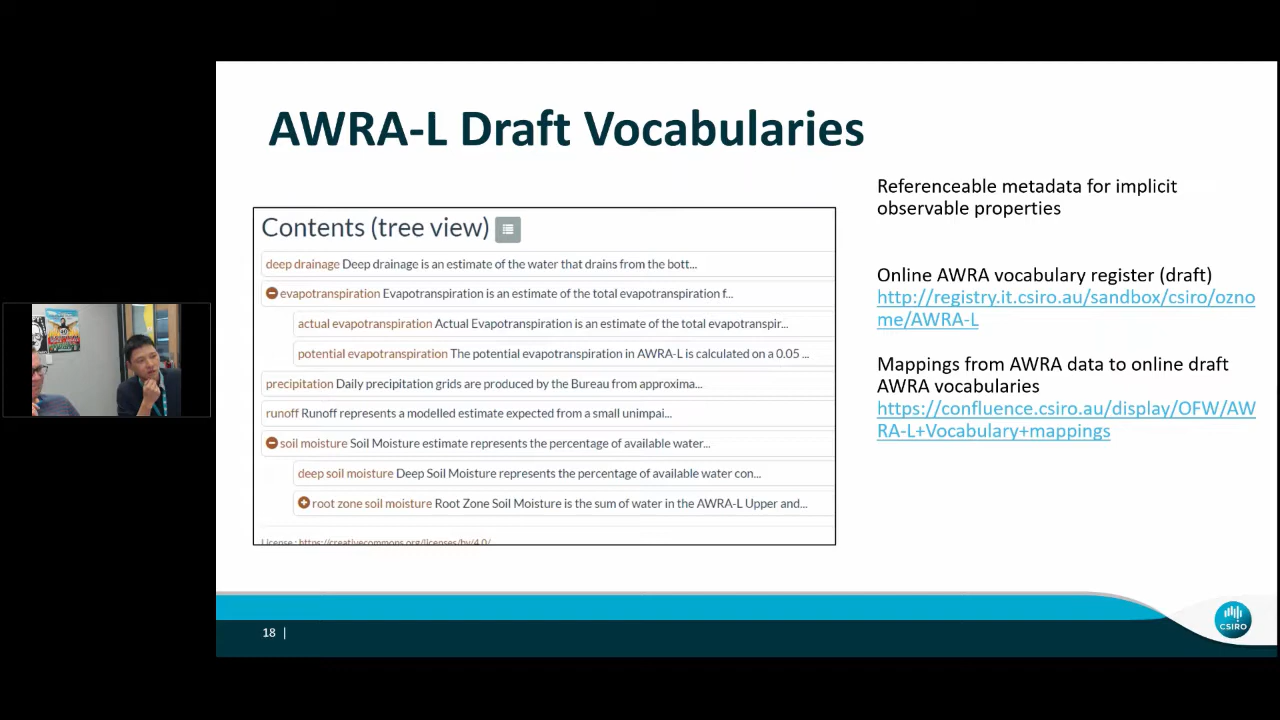 AWRA-L Draft Vocabularies
Contents (tree view)
deep drainage Deep drainage is an estimate of the water that drains from the bott...
evapotranspiration Evapotranspiration is an estimate of the total evapotranspiration f...
actual evapotranspiration Actual Evapotranspiration is an estimate of the total evapotranspir...
potential evapotranspiration The potential evapotranspiration in AWRA-L is calculated on a 0.05 ...
precipitation Daily precipitation grids are produced by the Bureau from approxima...
runoff Runoff represents a modelled estimate expected from a small unimpai...
soil moisture Soil Moisture estimate represents the percentage of available water...
deep soil moisture Deep Soil Moisture represents the percentage of available water con...
root zone soil moisture Root Zone Soil Moisture is the sum of water in the AWRA-L Upper and...
License : https://creativecommons.org/licenses/by/4.0/
Referenceable metadata for implicit
observable properties
Online AWRA vocabulary register (draft)
http://registry.it.csiro.au/sandbox/csiro/ozno
me/AWRA-L
Mappings from AWRA data to online draft
AWRA vocabularies
https://confluence.csiro.au/display/OFW/AW
RA-L+Vocabulary+mappings
18 |
CSIRO